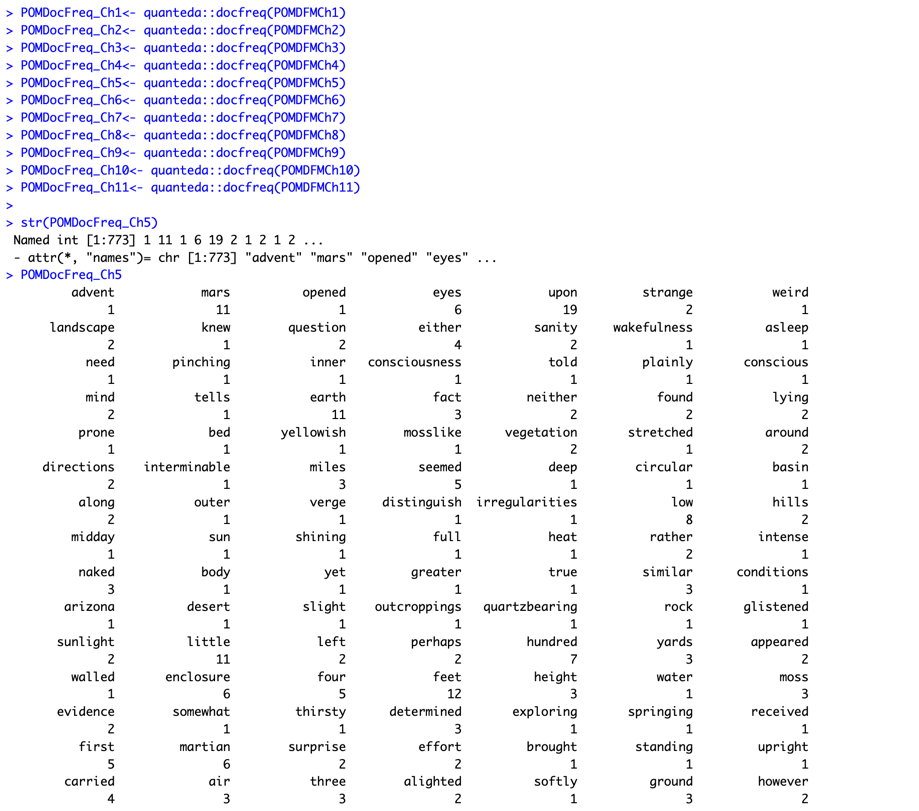 > POMDocFreq_Ch1<- quanteda::docfreq(POMDFMCh1)
> POMDocFreq_Ch2<- quanteda::docfreq(POMDFMCh2)
> POMDocFreq_Ch3<- quanteda::docfreq(POMDFMCh3)
> POMDocFreq_Ch4<- quanteda::docfreq(POMDFMCh4)
> POMDocFreq_Ch5<- quanteda::docfreq(POMDFMCh5)
> POMDocFreq_Ch6<- quanteda::docfreq(POMDFMCh6)
> POMDocFreq_Ch7<- quanteda::docfreq(POMDFMCh7)
> POMDocFreq_Ch8<- quanteda::docfreq(POMDFMCh8)
> POMDocFreq_Ch9<- quanteda::docfreq(POMDFMCh9)
> POMDocFreq_Ch10<- quanteda::docfreq(POMDFMCh10)
> POMDocFreq_Ch11<- quanteda::docfreq(POMDFMCh11)
>
> str(POMDocFreq_Ch5)
Named int [1:773] 1 11 1 6 19 2 1 2 1 2 ...
- attr(*, "names")= chr [1:773] "advent" "mars" "opened" "eyes" ...
> POMDocFreq_Ch5
advent mars opened eyes upon strange weird
1 11 1 6 19 2 1
landscape knew question either sanity wakefulness asleep
2 1 2 4 2 1 1
need pinching inner consciousness told plainly conscious
1 1 1 1 1 1 1
mind tells earth fact neither found lying
2 1 11 3 2 2 2
prone bed yellowish mosslike vegetation stretched around
1 1 1 1 2 1 2
directions interminable miles seemed deep circular basin
2 1 3 5 1 1 1
along outer verge distinguish irregularities low hills
2 1 1 1 1 8 2
midday sun shining full heat rather intense
1 1 1 1 1 2 1
naked body yet greater true similar conditions
3 1 1 1 1 3 1
arizona desert slight outcroppings quartzbearing rock glistened
1 1 1 1 1 1 1
sunlight little left perhaps hundred yards appeared
2 11 2 2 7 3 2
walled enclosure four feet height water moss
1 6 5 12 3 1 3
evidence somewhat thirsty determined exploring springing received
2 1 1 3 1 1 1
first martian surprise effort brought standing upright
5 6 2 2 1 1 1
carried air three alighted softly ground however
4 3 3 2 1 3 2